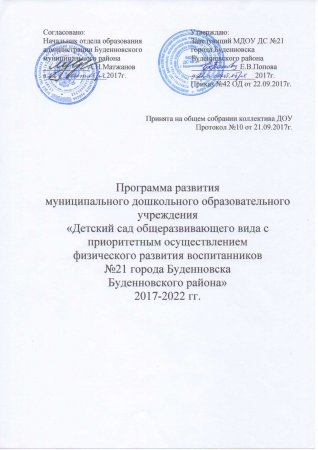 Согласовано:
Начальник отдела образования
администрации Буденновского
муниципального района
Н.Матжанов
2017г.
Утверждаю:
Заведующий МДОУ ДС №21
города Буденновска
Буденновского района
Е.В.Попова
2017г.
Приказ №42 ОД от 22.09.2017г.
Принята на общем собрании коллектива ДОУ
Протокол №10 от 21.09.2017г.
Программа развития
муниципального дошкольного образовательного
учреждения
«Детский сад общеразвивающего вида с
приоритетным осуществлением
физического развития воспитанников
№21 города Буденновска
Буденновского района»
2017-2022 гг.